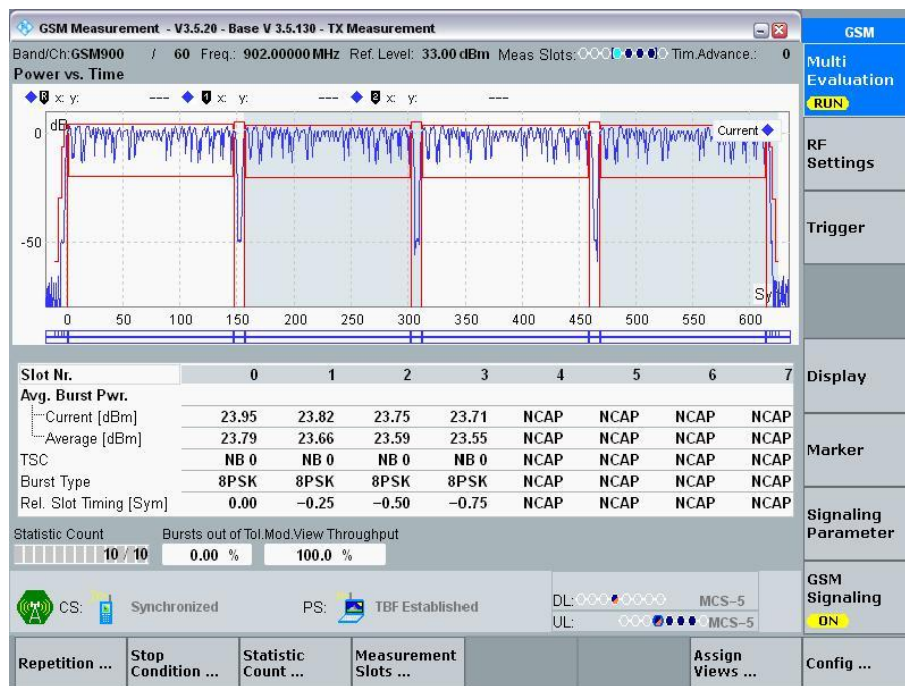 GSM Measurement - V3.5.20 - Base V 3.5.130 - TX Measurement
GSM
Band/Ch:GSM900 / 60 Freq.: 902.00000 MHz Ref. Level: 33.00 dBm Meas Slots: Tim.Advance.: 0
Multi Evaluation
RUN
Power vs. Time
R x: y: --- 1 x: y: --- 2 x: y: ---
dB
Current
0
-50
Sym
0 50 100 150 200 250 300 350 400 450 500 550 600
RF Settings
Trigger
Slot Nr. 0 1 2 3 4 5 6 7
Avg. Burst Pwr.
Current [dBm] 23.95 23.82 23.75 23.71 NCAP NCAP NCAP NCAP
Average [dBm] 23.79 23.66 23.59 23.55 NCAP NCAP NCAP NCAP
TSC NB 0 NB 0 NB 0 NB 0 NCAP NCAP NCAP NCAP
Burst Type 8PSK 8PSK 8PSK 8PSK NCAP NCAP NCAP NCAP
Rel. Slot Timing [Sym] 0.00 −0.25 −0.50 −0.75 NCAP NCAP NCAP NCAP
Display
Marker
Signaling Parameter
Statistic Count Bursts out of Tol.Mod.View Throughput
10 / 10 0.00 % 100.0 %
CS: Synchronized PS: TBF Established
DL: MCS−5
UL: MCS−5
GSM Signaling
ON
Repetition ...
Stop Condition ...
Statistic Count ...
Measurement Slots ...
Assign Views ...
Config ...